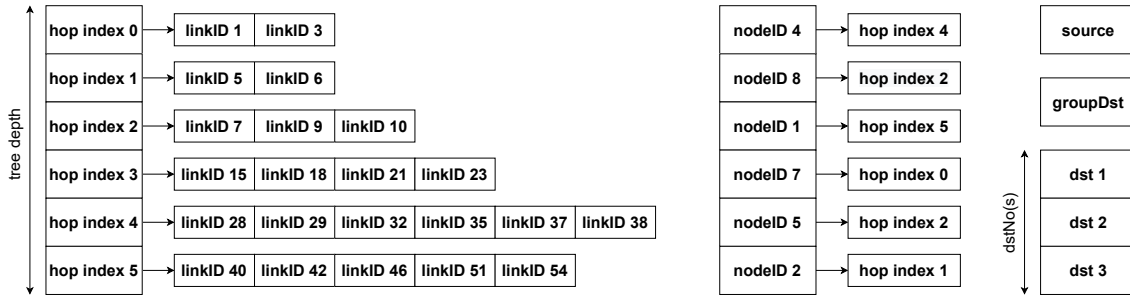 tree depth
hop index 0 linkID 1 linkID 3
hop index 1 linkID 5 linkID 6
hop index 2 linkID 7 linkID 9 linkID 10
hop index 3 linkID 15 linkID 18 linkID 21 linkID 23
hop index 4 linkID 28 linkID 29 linkID 32 linkID 35 linkID 37 linkID 38
hop index 5 linkID 40 linkID 42 linkID 46 linkID 51 linkID 54
nodeID 4 hop index 4
nodeID 8 hop index 2
nodeID 1 hop index 5
nodeID 7 hop index 0
nodeID 5 hop index 2
nodeID 2 hop index 1
source
groupDst
dstNo(s)
dst 1
dst 2
dst 3